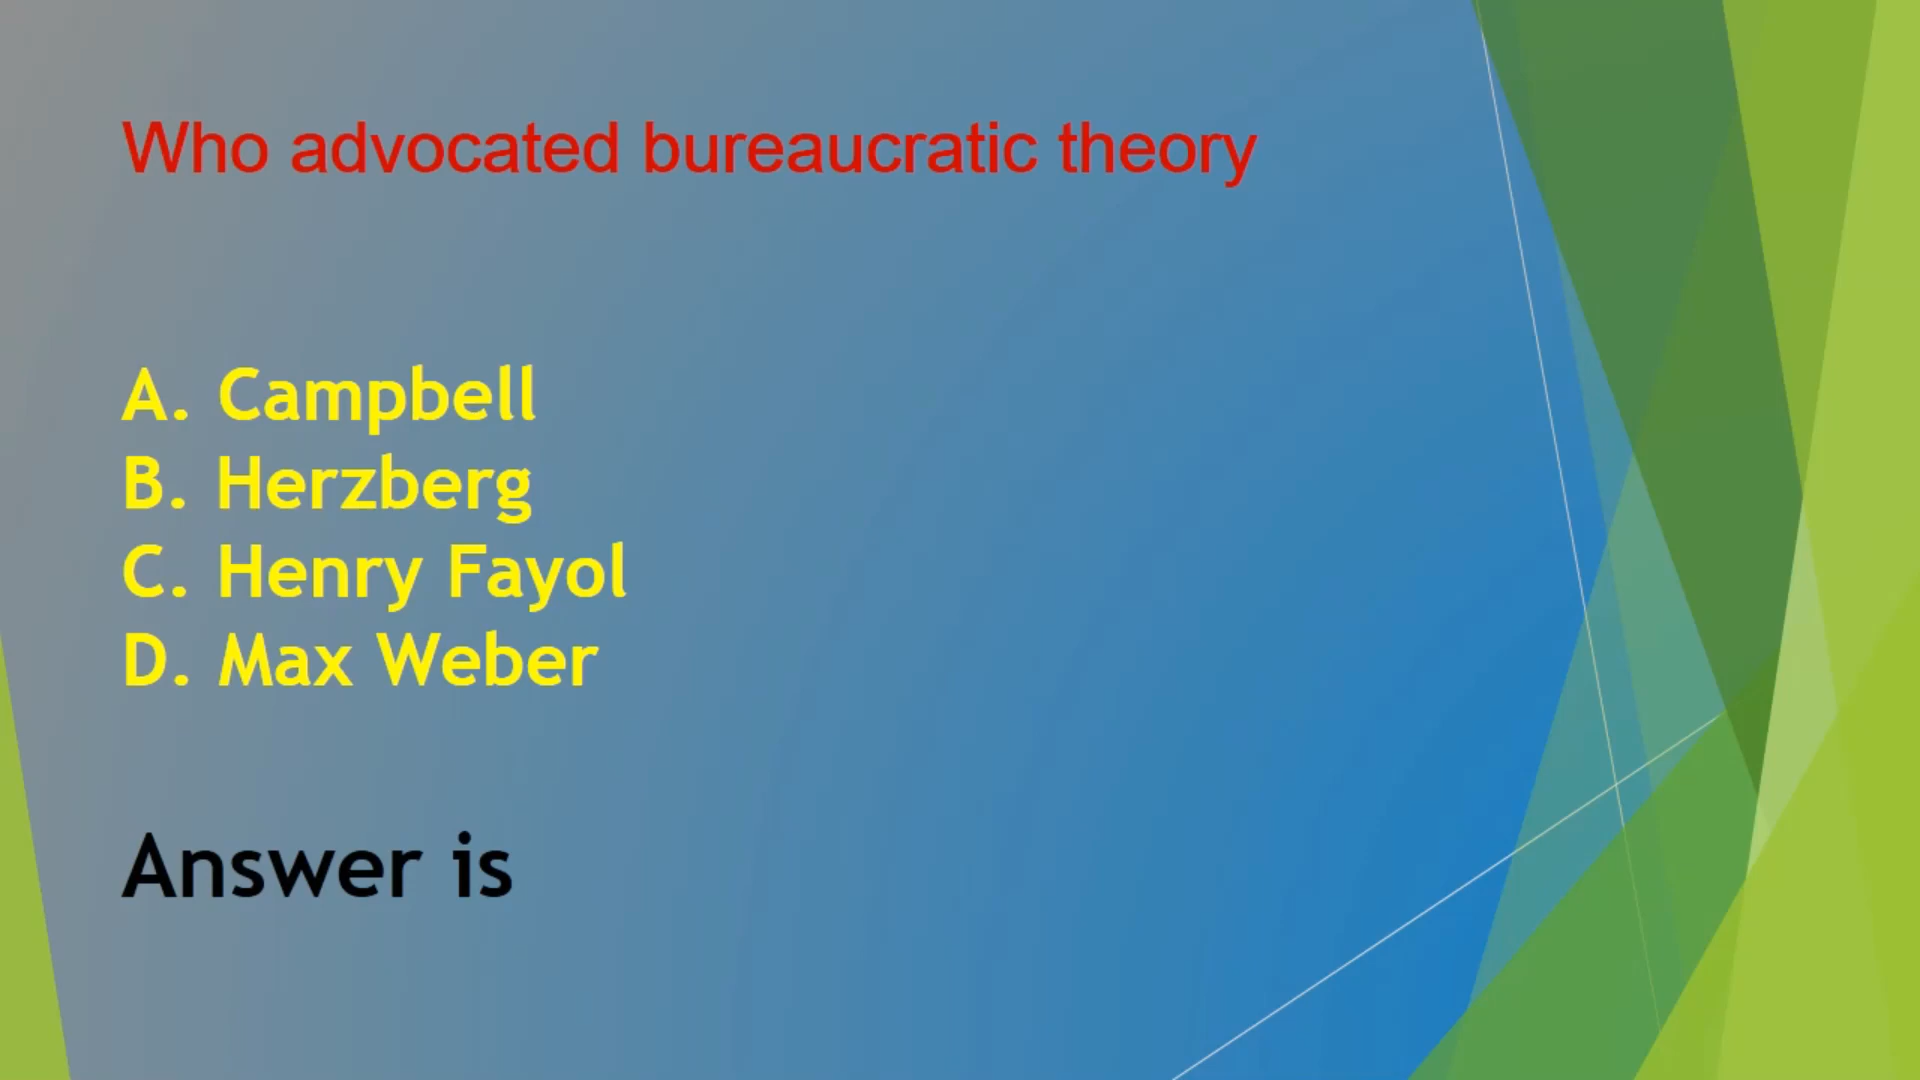 Who advocated bureaucratic theory
A. Campbell
B. Herzberg
C. Henry Fayol
D. Max Weber
Answer is